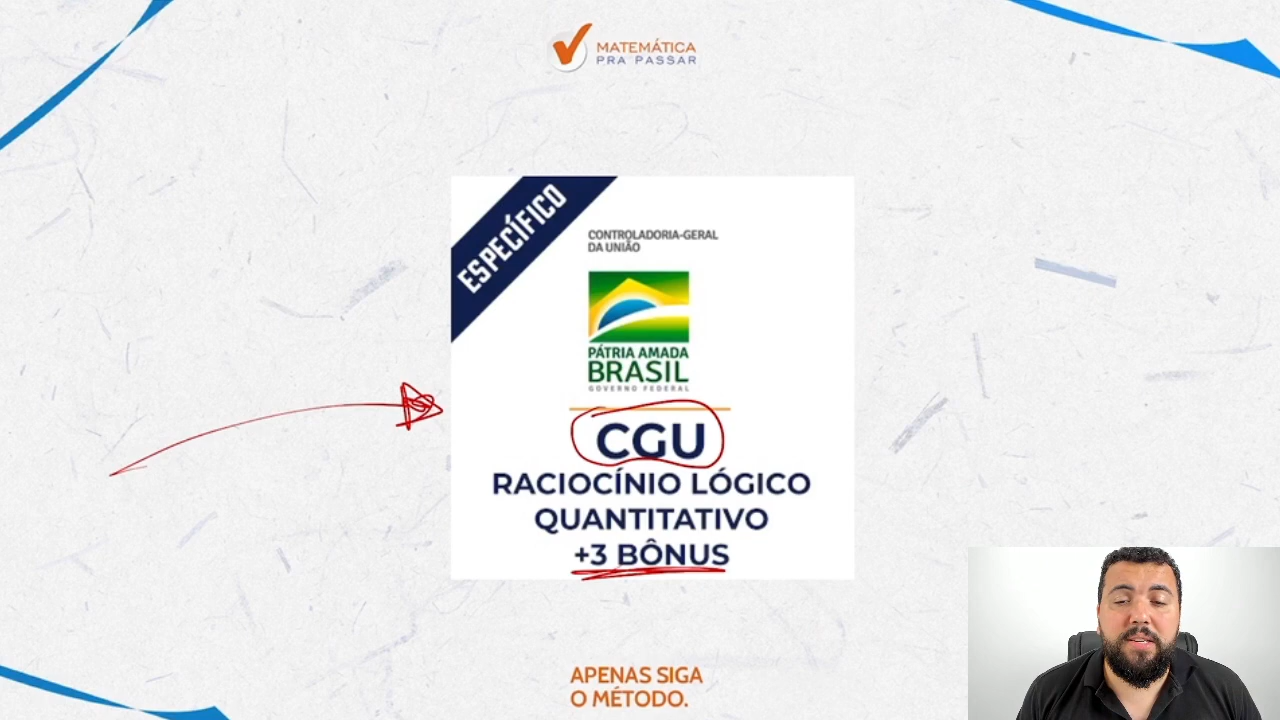 MATEMÁTICA
PRA PASSAR
ESPECÍFICO
CONTROLADORIA-GERAL
DA UNIÃO
PÁTRIA AMADA
BRASIL
GOVERNO FEDERAL
CGU
RACIOCÍNIO LÓGICO
QUANTITATIVO
+3 BÔNUS
APENAS SIGA
O MÉTODO.